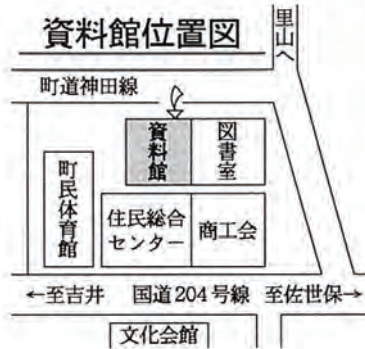 資料館位置図
里山へ
町道神田線
資料館
図書室
町民体育館
住民総合
センター
商工会
←至吉井 国道204号線 至佐世保→
文化会館